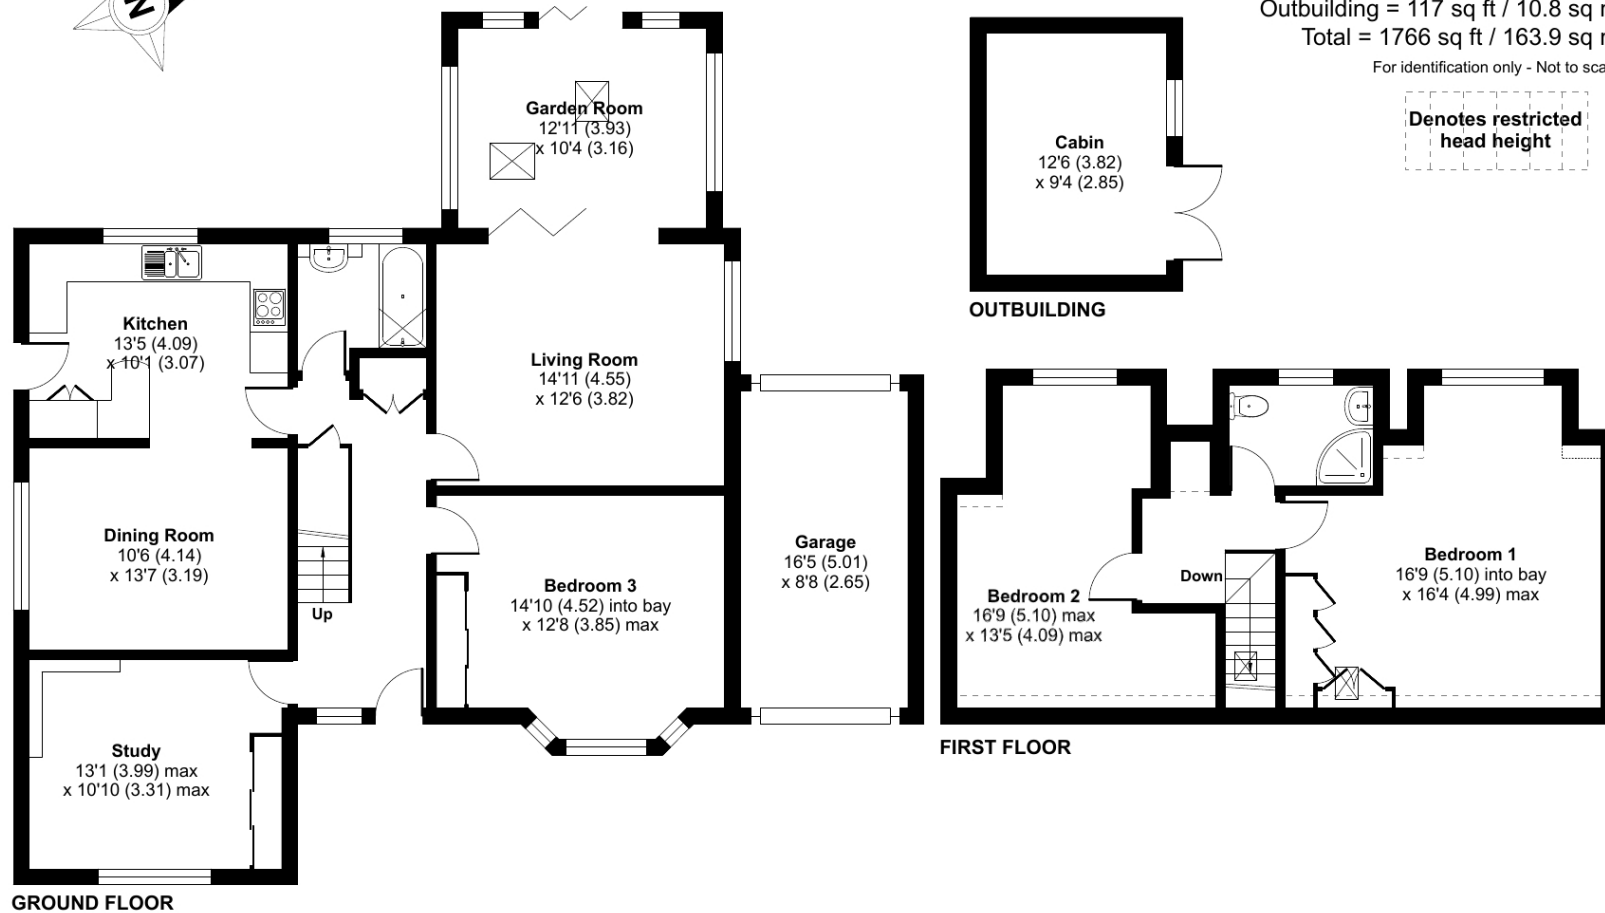 N
Outbuilding = 117 sq ft / 10.8 sq
Total = 1766 sq ft / 163.9 sq
For identification only - Not to sca
Denotes restricted
head height
Garden Room
12'11 (3.93)
x 10'4 (3.16)
Cabin
12'6 (3.82)
x 9'4 (2.85)
OUTBUILDING
Kitchen
13'5 (4.09)
x 10'1 (3.07)
Living Room
14'11 (4.55)
x 12'6 (3.82)
Dining Room
10'6 (4.14)
x 13'7 (3.19)
Up
Bedroom 3
14'10 (4.52) into bay
x 12'8 (3.85) max
Garage
16'5 (5.01)
x 8'8 (2.65)
Study
13'1 (3.99) max
x 10'10 (3.31) max
GROUND FLOOR
Bedroom 2
16'9 (5.10) max
x 13'5 (4.09) max
Down
Bedroom 1
16'9 (5.10) into bay
x 16'4 (4.99) max
FIRST FLOOR